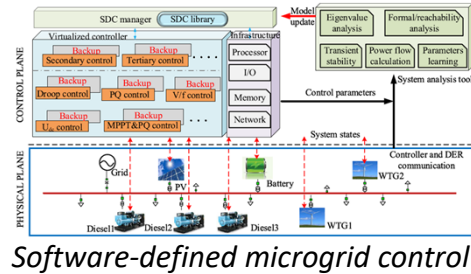 SDC manager
SDC library
Model update
Eigenvalue analysis
Formal/reachability analysis
Transient stability
Power flow calculation
Parameters learning
System analysis tool
CONTROL PLANE
Virtualized controller
Infrastructure
Backup
Secondary control
Backup
Tertiary control
Backup
Droop control
Backup
PQ control
Backup
V/f control
Backup
Udc control
Backup
MPPT&PQ control
Processor
I/O
Memory
Network
Control parameters
System states
Controller and DER communication
PHYSICAL PLANE
Grid
PV
Battery
WTG2
Diesel1
Diesel2
Diesel3
WTG1
Software-defined microgrid control